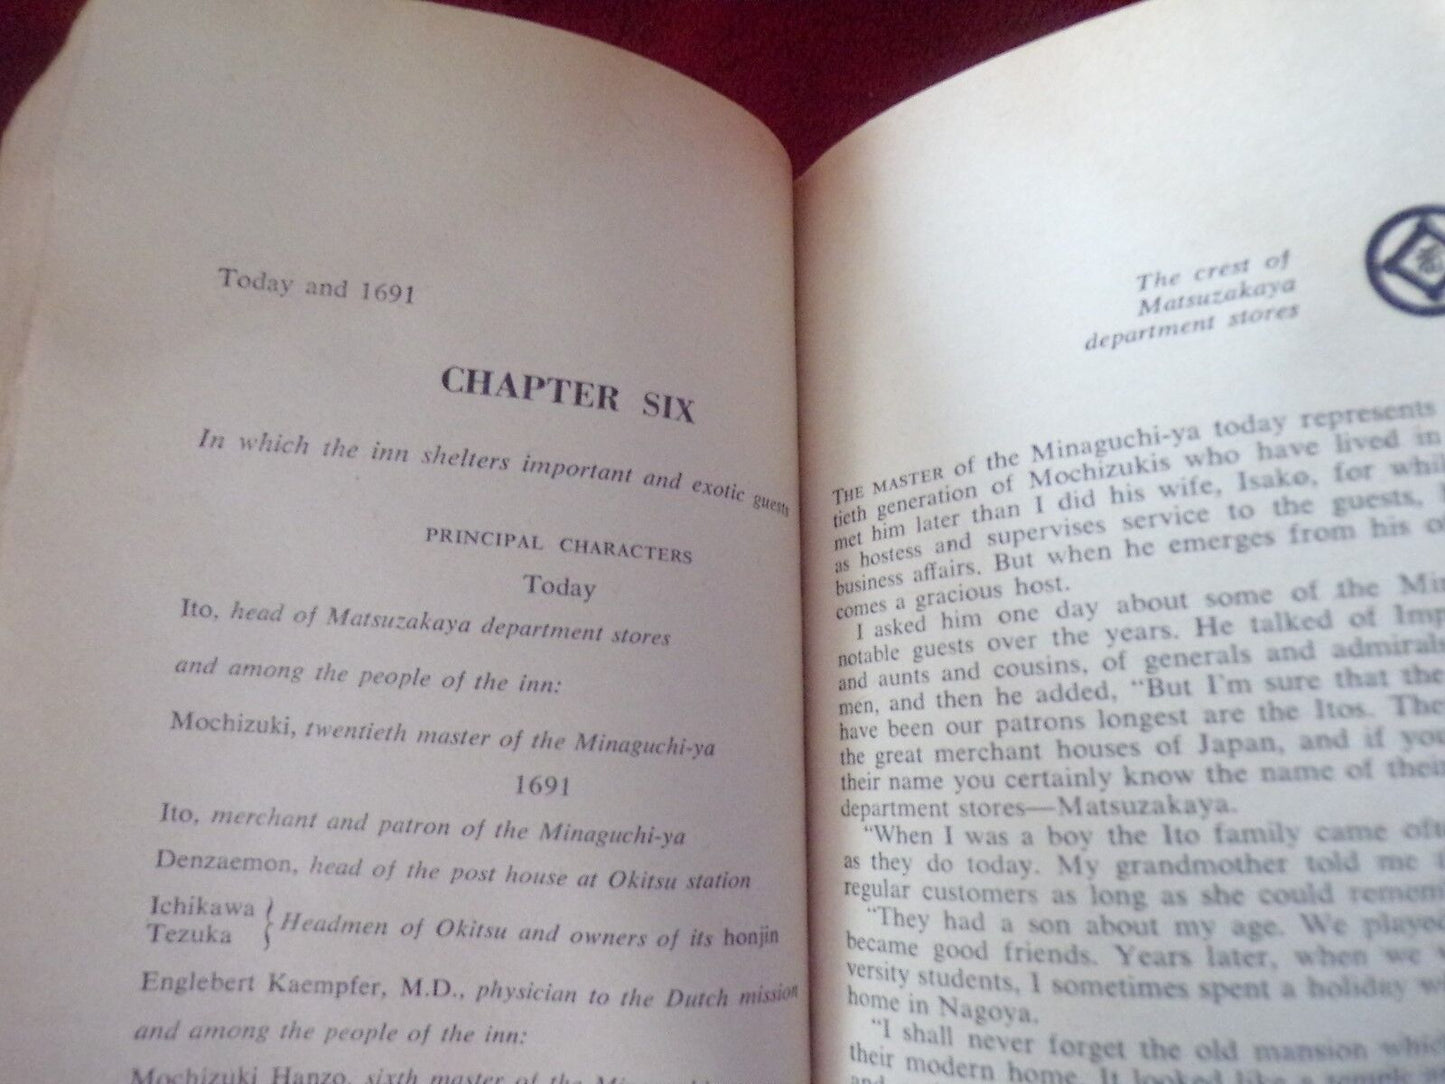 Today and 1691
CHAPTER SIX
In which the inn shelters important and exotic guests
PRINCIPAL CHARACTERS
Today
Ito, head of Matsuzakaya department stores
and among the people of the inn:
Mochizuki, twentieth master of the Minaguchi-ya
1691
Ito, merchant and patron of the Minaguchi-ya
Denzaemon, head of the post house at Okitsu station
Ichikawa
Tezuka
Headmen of Okitsu and owners of its honjin
Englebert Kaempfer, M.D., physician to the Dutch mission
and among the people of the inn:
Mochizuki Hanzo, sixth master of the
The crest of
Matsuzakaya
department stores
THE MASTER of the Minaguchi-ya today represents
tieth generation of Mochizukis who have lived in
met him later than I did his wife, Isako, for
as hostess and supervises service to the guests,
business affairs. But when he emerges from his
comes a gracious host.
I asked him one day about some of the
notable guests over the years. He talked of
and aunts and cousins, of generals and admirals
men, and then he added, "But I'm sure that the
have been our patrons longest are the Itos.
the great merchant houses of Japan, and if you
their name you certainly know the name of their
department stores—Matsuzakaya.
"When I was a boy the Ito family came
as they do today. My grandmother told me
regular customers as long as she could
"They had a son about my age. We played
became good friends. Years later, when we
versity students, I sometimes spent a holiday
home in Nagoya.
"I shall never forget the old mansion
their modern home. It looked like a
and